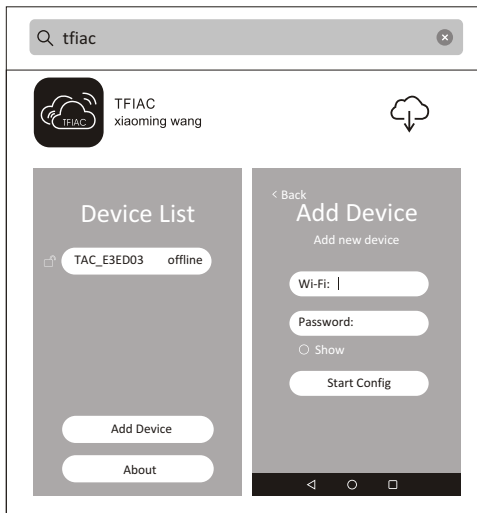 tfiac
TFIAC
TFIAC
xiaoming wang
Device List
TAC_E3ED03 offline
Add Device
About
< Back
Add Device
Add new device
Wi-Fi:
Password:
Show
Start Config